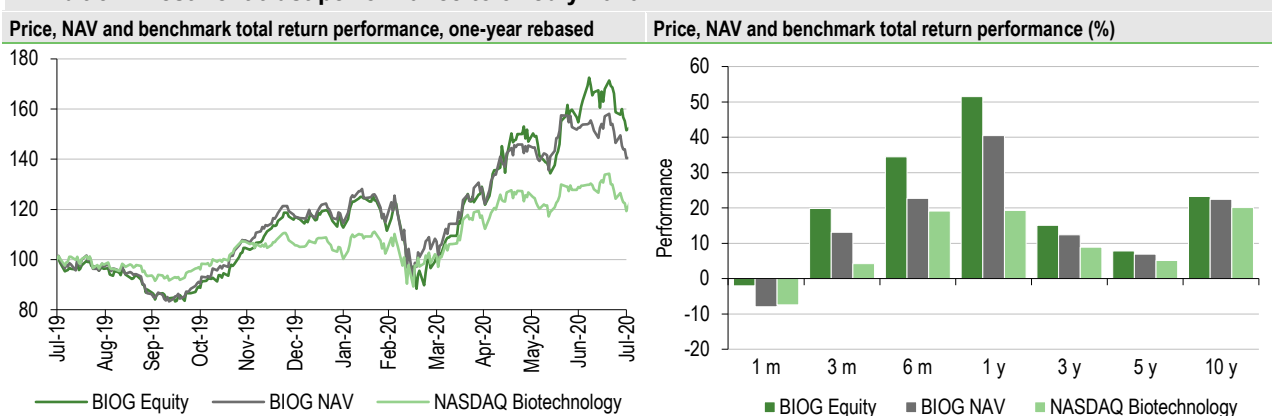 Price, NAV and benchmark total return performance, one-year rebased
180
160
140
120
100
80
Jul-19
Aug-19
Sep-19
Oct-19
Nov-19
Dec-19
Jan-20
Feb-20
Mar-20
Apr-20
May-20
Jun-20
Jul-20
BIOG Equity
BIOG NAV
NASDAQ Biotechnology
Price, NAV and benchmark total return performance (%)
Performance
60
50
40
30
20
10
0
-10
-20
1 m
3 m
6 m
1 y
3 y
5 y
10 y
BIOG Equity
BIOG NAV
NASDAQ Biotechnology